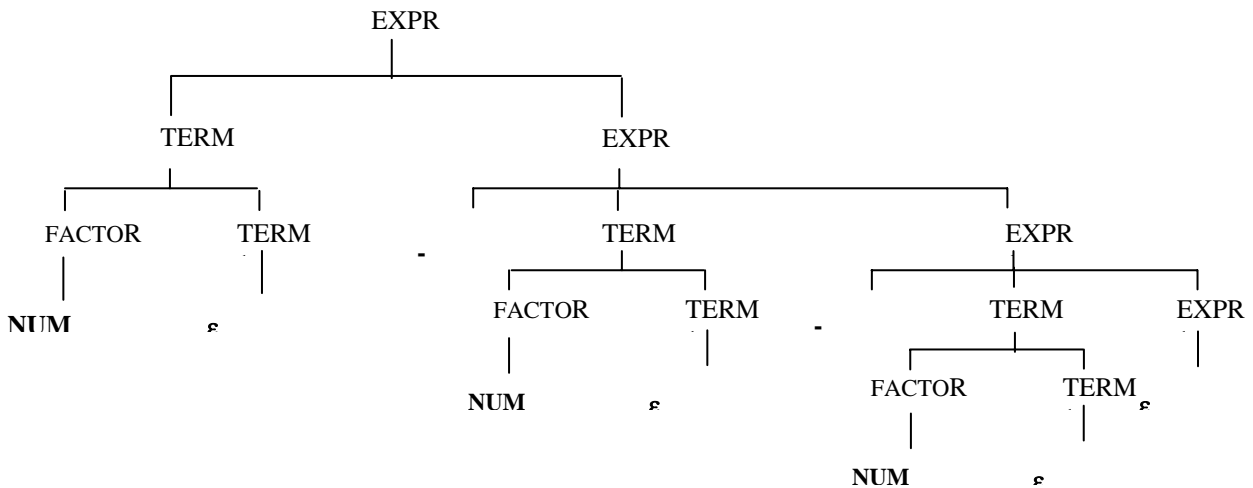 EXPR
TERM EXPR
FACTOR TERM - TERM EXPR
NUM ε FACTOR TERM - TERM EXPR
NUM ε FACTOR TERM ε
NUM ε